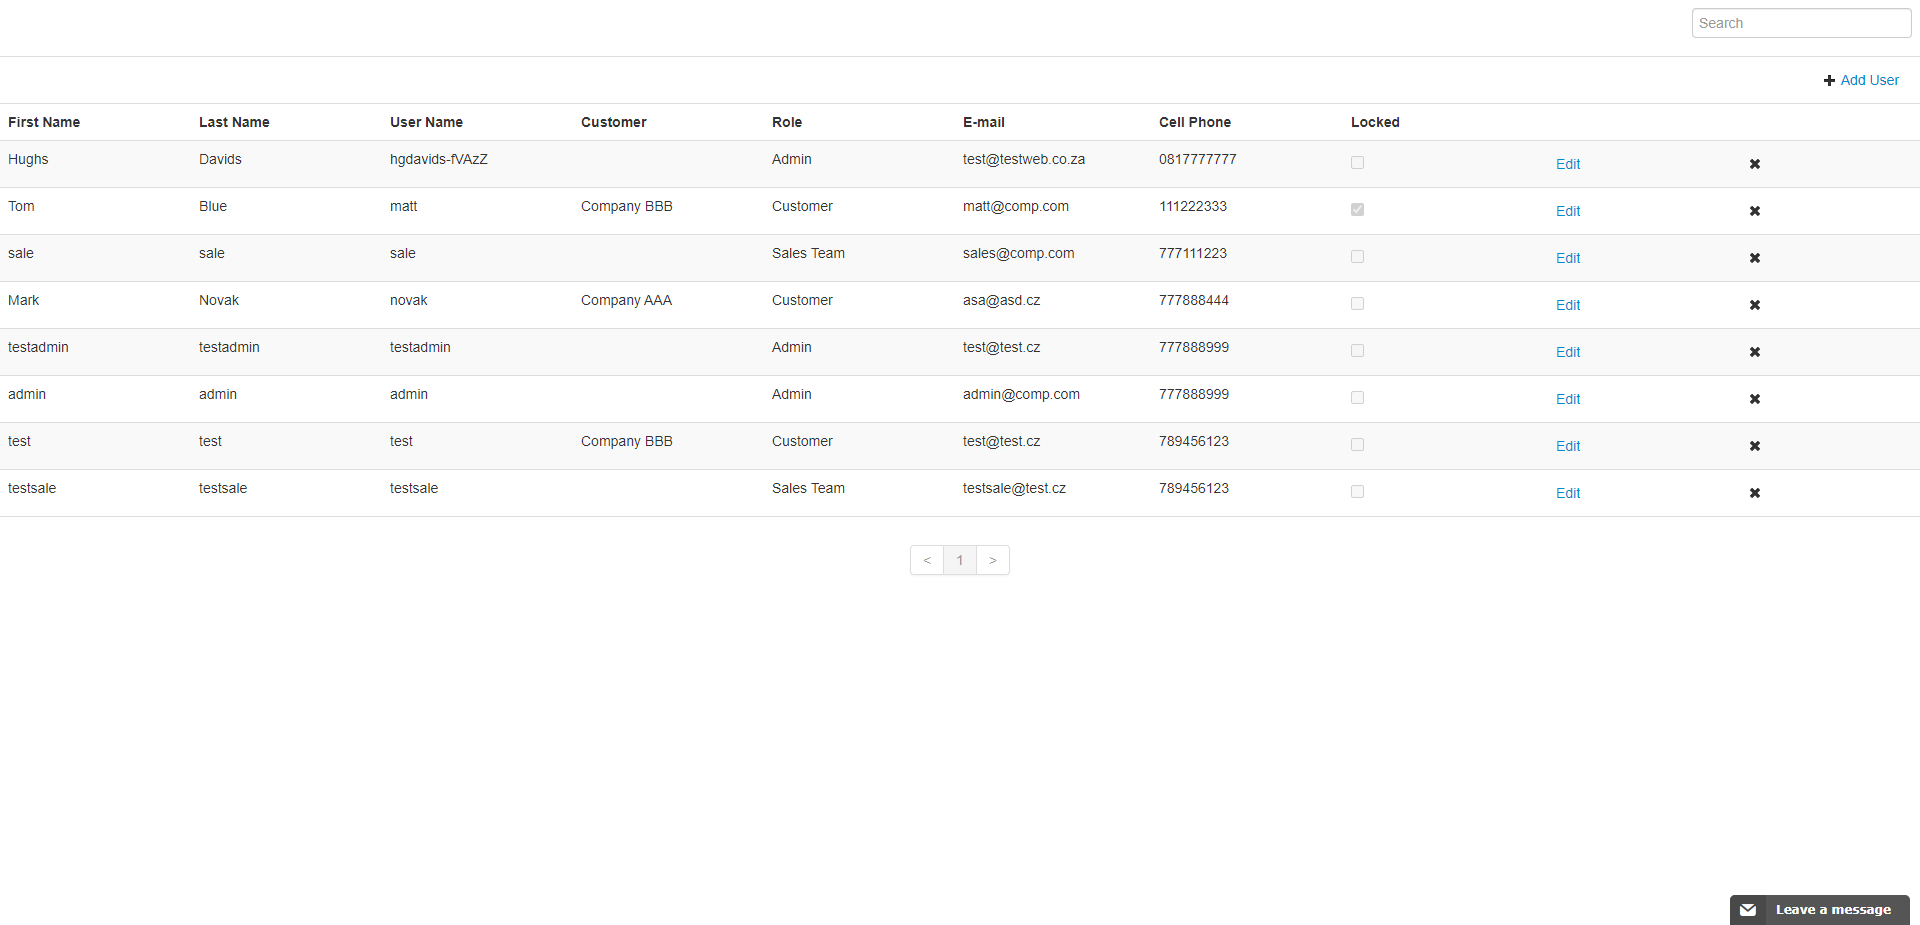 Search
Add User
First Name Last Name User Name Customer Role E-mail Cell Phone Locked
Hughs Davids hgdavids-fVAzZ Admin test@testweb.co.za 0817777777 Edit
Tom Blue matt Company BBB Customer matt@comp.com 111222333 Edit
sale sale sale Sales Team sales@comp.com 777111223 Edit
Mark Novak novak Company AAA Customer asa@asd.cz 777888444 Edit
testadmin testadmin testadmin Admin test@test.cz 777888999 Edit
admin admin admin Admin admin@comp.com 777888999 Edit
test test test Company BBB Customer test@test.cz 789456123 Edit
testsale testsale testsale Sales Team testsale@test.cz 789456123 Edit
< 1 >
Leave a message